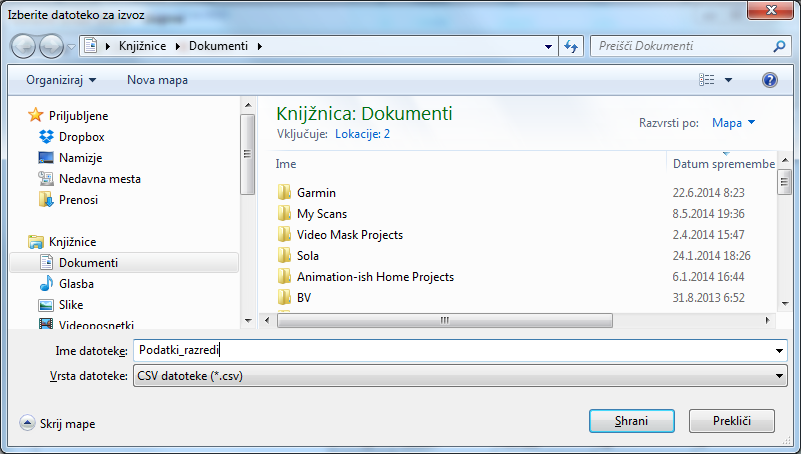 Izberite datoteko za izvoz
Knjižnice Dokumenti
Preišči Dokumenti
Organiziraj Nova mapa
Priljubljene
Dropbox
Namizje
Nedavna mesta
Prenosi
Knjižnice
Dokumenti
Glasba
Slike
Videoposnetki
Knjižnica: Dokumenti
Vključuje: Lokacije: 2
Razvrsti po: Mapa
Ime Datum spremembe
Garmin 22.6.2014 8:23
My Scans 8.5.2014 19:36
Video Mask Projects 2.4.2014 15:47
Sola 24.1.2014 18:26
Animation-ish Home Projects 6.1.2014 16:44
BV 31.8.2013 6:52
Ime datoteke: Podatki_razredi
Vrsta datoteke: CSV datoteke (*.csv)
Skrij mape
Shrani Prekliči